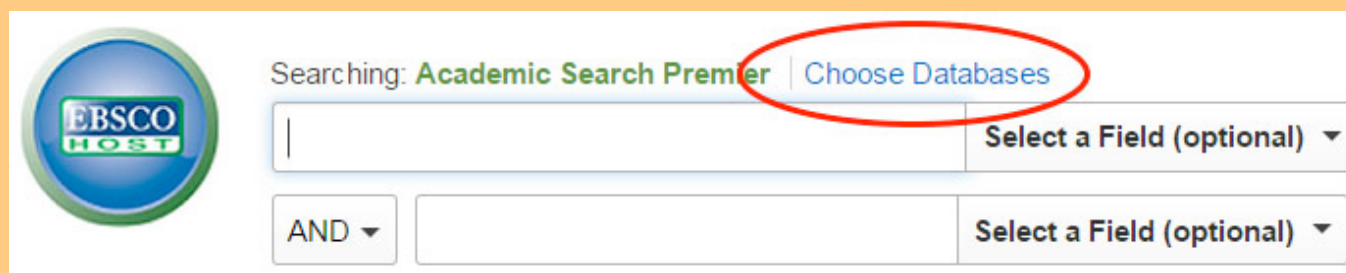 EBSCO
HOST
Searching: Academic Search Premier Choose Databases
Select a Field (optional)
AND
Select a Field (optional)